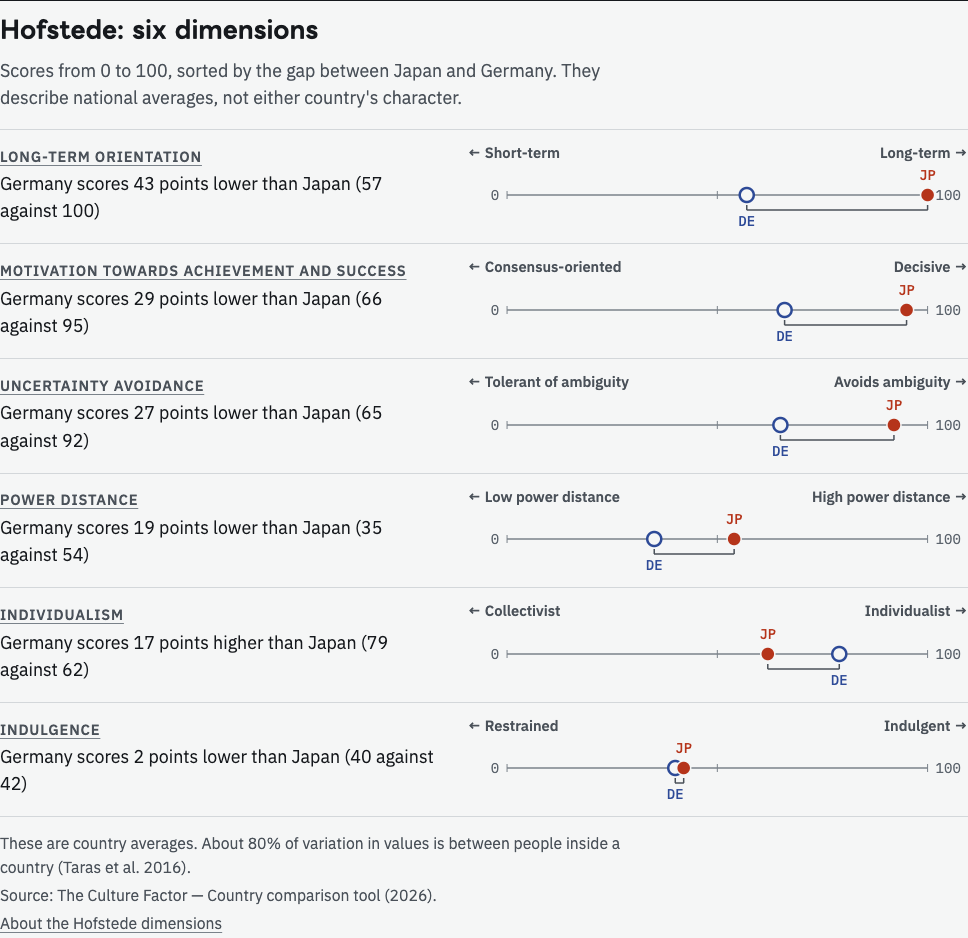 Hofstede: six dimensions
Scores from 0 to 100, sorted by the gap between Japan and Germany. They
describe national averages, not either country's character.
LONG-TERM ORIENTATION
Germany scores 43 points lower than Japan (57
against 100)
← Short-term
Long-term →
JP
0
100
DE
MOTIVATION TOWARDS ACHIEVEMENT AND SUCCESS
Germany scores 29 points lower than Japan (66
against 95)
← Consensus-oriented
Decisive →
JP
0
100
DE
UNCERTAINTY AVOIDANCE
Germany scores 27 points lower than Japan (65
against 92)
← Tolerant of ambiguity
Avoids ambiguity →
JP
0
100
DE
POWER DISTANCE
Germany scores 19 points lower than Japan (35
against 54)
← Low power distance
High power distance →
JP
0
100
DE
INDIVIDUALISM
Germany scores 17 points higher than Japan (79
against 62)
← Collectivist
Individualist →
JP
0
100
DE
INDULGENCE
Germany scores 2 points lower than Japan (40 against
42)
← Restrained
Indulgent →
JP
0
100
DE
These are country averages. About 80% of variation in values is between people inside a
country (Taras et al. 2016).
Source: The Culture Factor — Country comparison tool (2026).
About the Hofstede dimensions